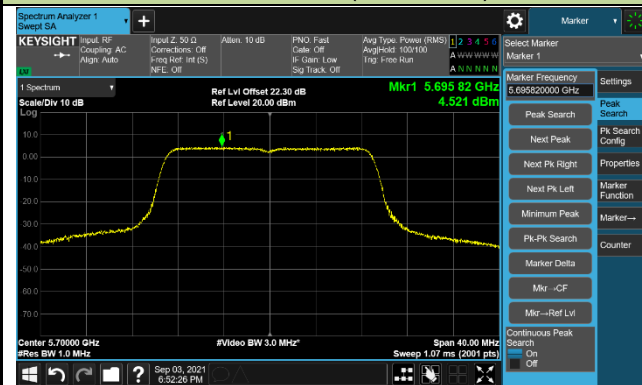 Spectrum Analyzer 1
Swept SA
Marker
KEYSIGHT
Input: RF
Coupling: AC
Align: Auto
Input Z: 50 Ω
Corrections: Off
Freq Ref: Int (S)
NFE: Off
Atten: 10 dB
PNO: Fast
Gate: Off
IF Gain: Low
Sig Track: Off
Avg Type: Power (RMS)
Avg|Hold: 100/100
Trig: Free Run
1 2 3 4 5 6
A W W W W W
A N N N N N
Select Marker
Marker 1
1 Spectrum
Scale/Div 10 dB
Log
Ref Lvl Offset 22.30 dB
Ref Level 20.00 dBm
Mkr1 5.695 82 GHz
4.521 dBm
10.0
0.00
10.0
20.0
30.0
40.0
50.0
60.0
70.0
1
Center 5.70000 GHz
#Res BW 1.0 MHz
#Video BW 3.0 MHz*
Span 40.00 MHz
Sweep 1.07 ms (2001 pts)
Marker Frequency
5.695820000 GHz
Peak Search
Next Peak
Next Pk Right
Next Pk Left
Minimum Peak
Pk-Pk Search
Marker Delta
Mkr→CF
Mkr→Ref Lvl
Continuous Peak
Search
On
Off
Settings
Peak
Search
Pk Search
Config
Properties
Marker
Function
Marker→
Counter
Sep 03, 2021
6:52:26 PM